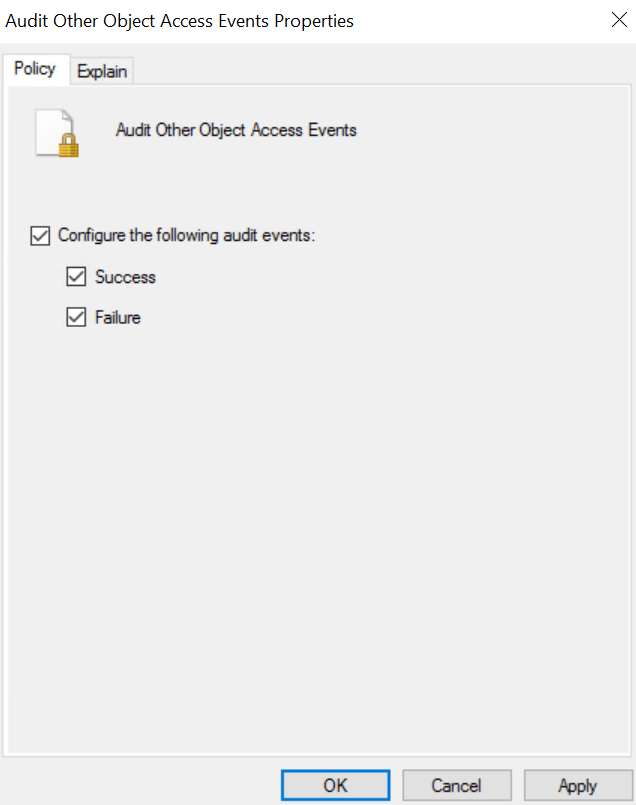 Audit Other Object Access Events Properties
Policy
Explain
Audit Other Object Access Events
Configure the following audit events:
Success
Failure
OK
Cancel
Apply